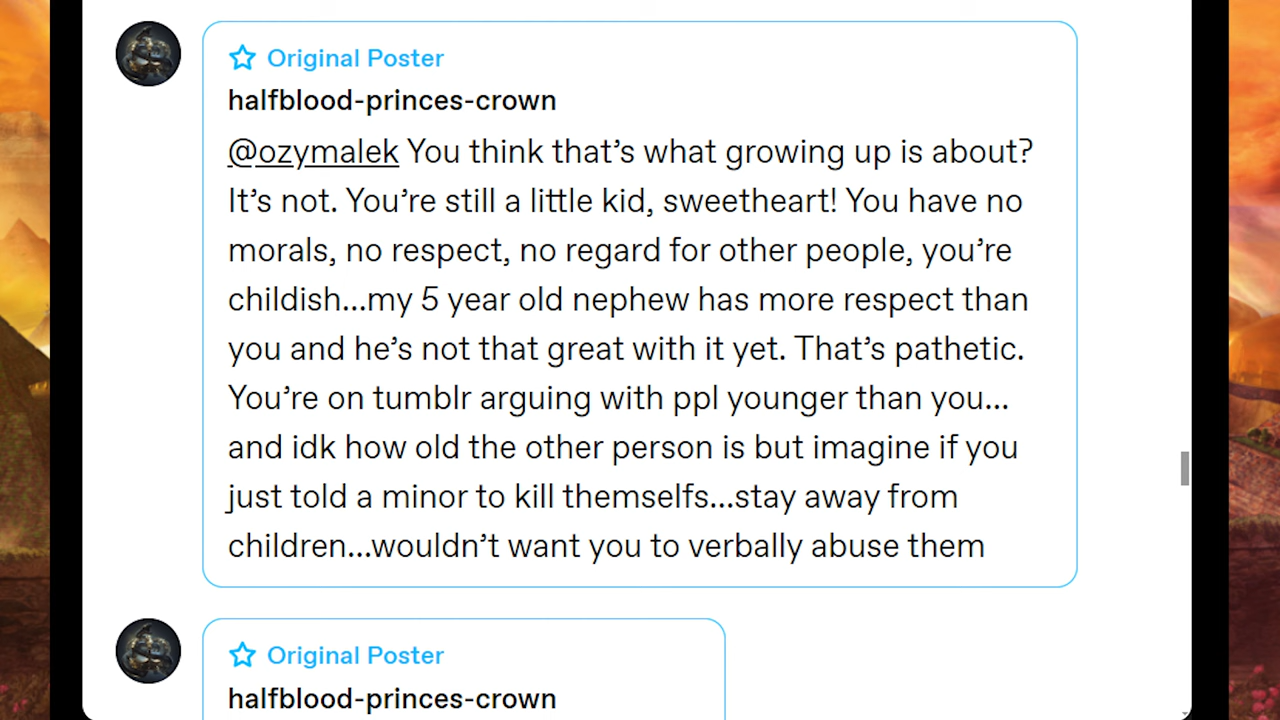 Original Poster
halfblood-princes-crown
@ozymalek You think that’s what growing up is about?
It’s not. You’re still a little kid, sweetheart! You have no
morals, no respect, no regard for other people, you’re
childish...my 5 year old nephew has more respect than
you and he’s not that great with it yet. That’s pathetic.
You’re on tumblr arguing with ppl younger than you...
and idk how old the other person is but imagine if you
just told a minor to kill themselfs...stay away from
children...wouldn’t want you to verbally abuse them
Original Poster
halfblood-princes-crown